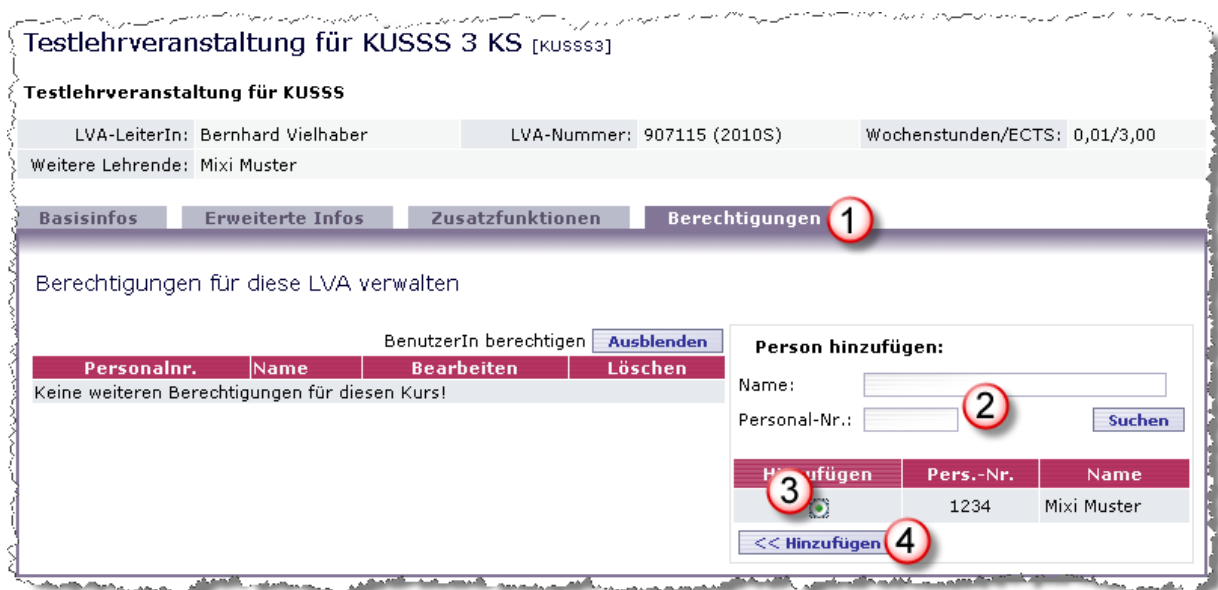 Testlehrveranstaltung für KUSSS 3 KS [KUSSS3]
Testlehrveranstaltung für KUSSS
LVA-LeiterIn: Bernhard Vielhaber LVA-Nummer: 907115 (2010S) Wochenstunden/ECTS: 0,01/3,00
Weitere Lehrende: Mixi Muster
Basisinfos Erweiterte Infos Zusatzfunktionen Berechtigungen 1
Berechtigungen für diese LVA verwalten
BenutzerIn berechtigen Ausblenden
Personalnr. Name Bearbeiten Löschen
Keine weiteren Berechtigungen für diesen Kurs!
Person hinzufügen:
Name:
Personal-Nr.: 2 Suchen
Hinzufügen Pers.-Nr. Name
3 1234 Mixi Muster
<< Hinzufügen 4